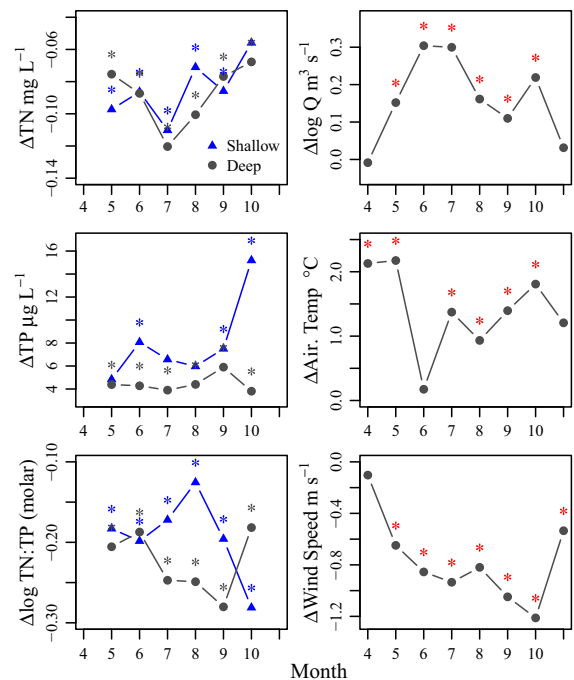 ΔTN mg L⁻¹
−0.06
−0.10
−0.14
* * * * * * * * * * * *
Shallow
Deep
4 5 6 7 8 9 10
Δlog Q m³ s⁻¹
0.3
0.2
0.1
0.0
* * * * * *
4 5 6 7 8 9 10
ΔTP µg L⁻¹
16
12
8
6
4
* * * * * * * * *
4 5 6 7 8 9 10
ΔAir. Temp °C
2.0
1.0
0.0
* * * * * *
4 5 6 7 8 9 10
Δlog TN:TP (molar)
−0.10
−0.20
−0.30
* * * * * * * * * * * *
4 5 6 7 8 9 10
ΔWind Speed m s⁻¹
0.0
−0.4
−0.8
−1.2
* * * * * * *
4 5 6 7 8 9 10
Month